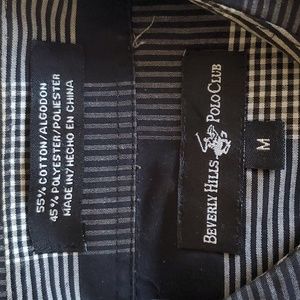 55% COTTON/ALGODON
45% POLYESTER/POLIESTER
MADE IN/HECHO EN CHINA
BEVERLY HILLS POLO CLUB
M